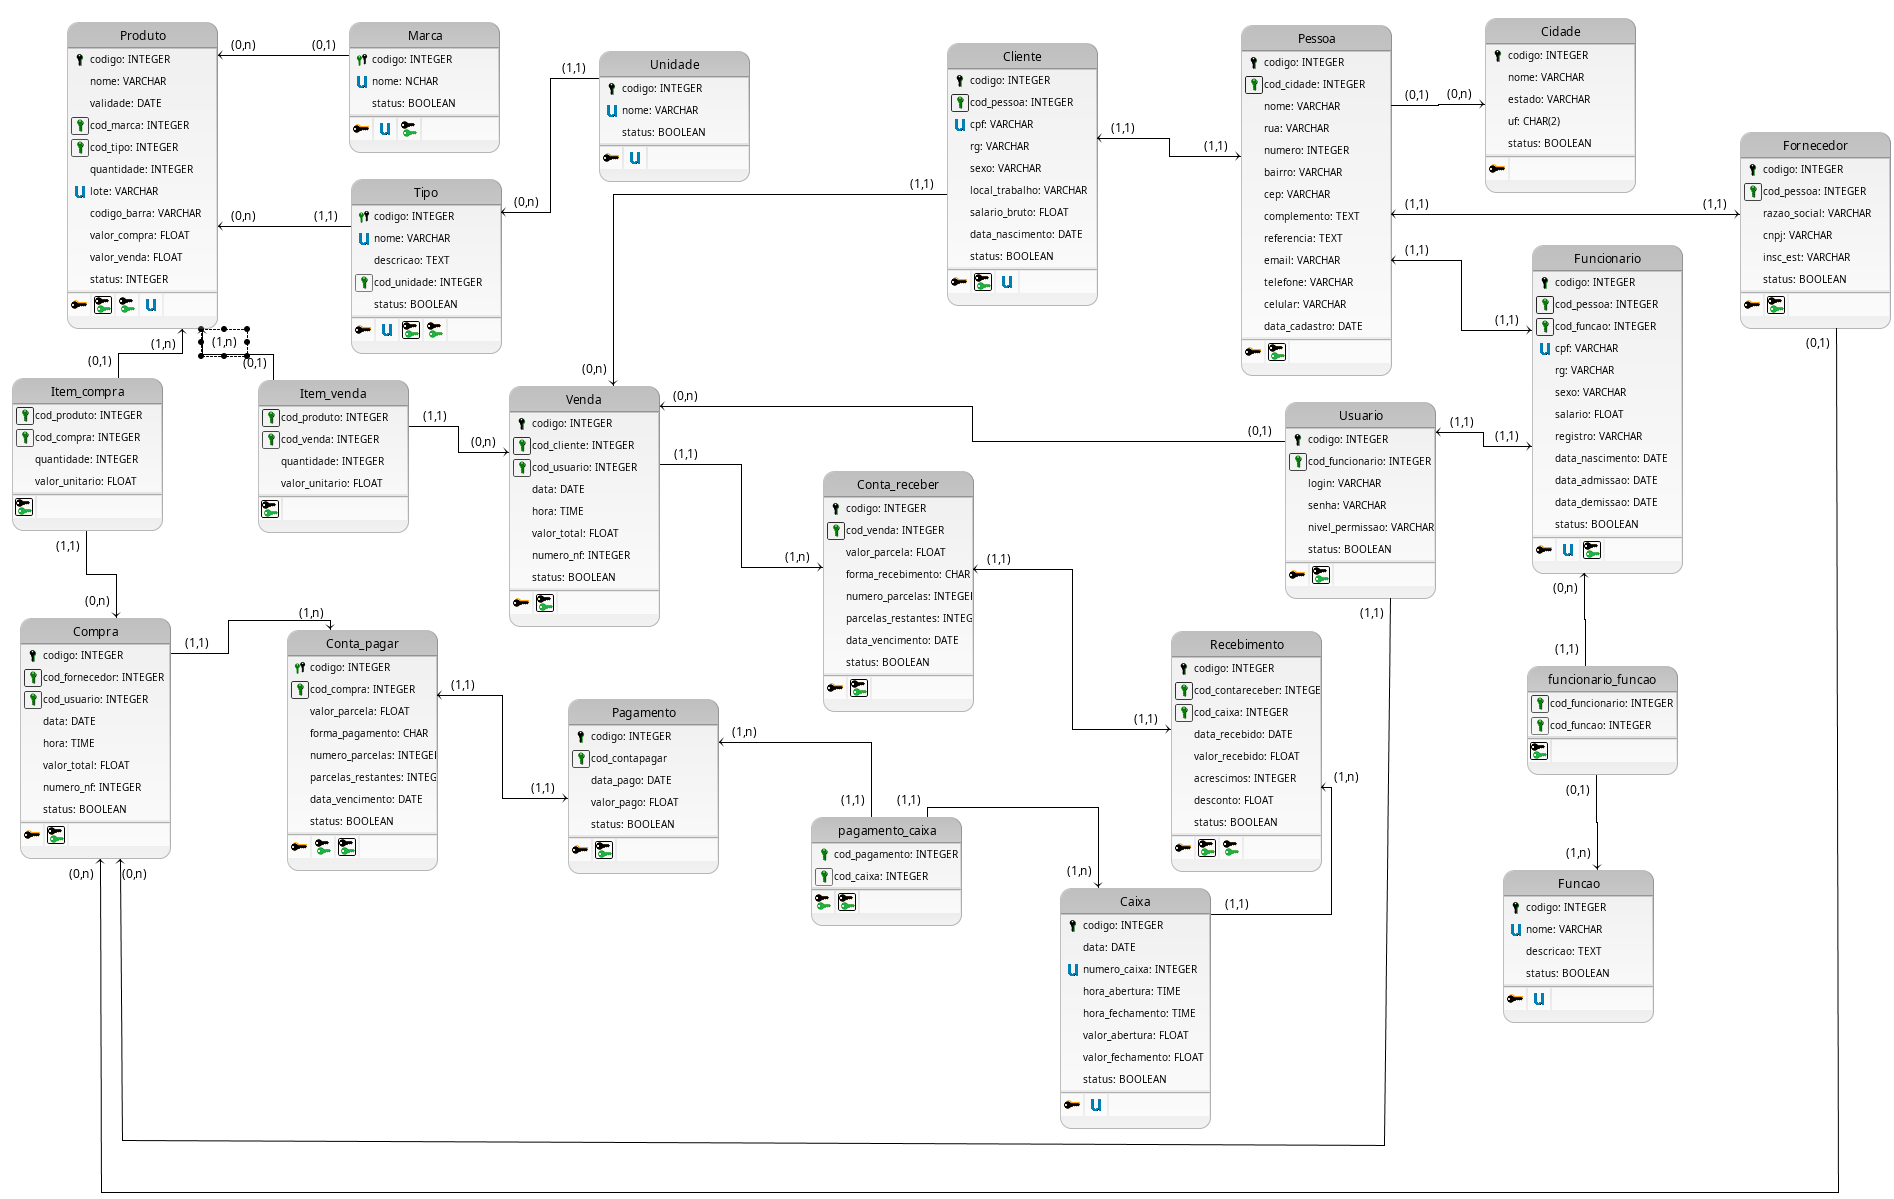 Produto
codigo: INTEGER
nome: VARCHAR
validade: DATE
cod_marca: INTEGER
cod_tipo: INTEGER
quantidade: INTEGER
lote: VARCHAR
codigo_barra: VARCHAR
valor_compra: FLOAT
valor_venda: FLOAT
status: INTEGER
(0,n)
(0,1)
Marca
codigo: INTEGER
nome: NCHAR
status: BOOLEAN
(1,1)
Unidade
codigo: INTEGER
nome: VARCHAR
status: BOOLEAN
(0,n)
(1,1)
Tipo
codigo: INTEGER
nome: VARCHAR
descricao: TEXT
cod_unidade: INTEGER
status: BOOLEAN
(0,n)
Cliente
codigo: INTEGER
cod_pessoa: INTEGER
cpf: VARCHAR
rg: VARCHAR
sexo: VARCHAR
local_trabalho: VARCHAR
salario_bruto: FLOAT
data_nascimento: DATE
status: BOOLEAN
(1,1)
(1,1)
(1,1)
Pessoa
codigo: INTEGER
cod_cidade: INTEGER
nome: VARCHAR
rua: VARCHAR
numero: INTEGER
bairro: VARCHAR
cep: VARCHAR
complemento: TEXT
referencia: TEXT
email: VARCHAR
telefone: VARCHAR
celular: VARCHAR
data_cadastro: DATE
(0,1)
(0,n)
Cidade
codigo: INTEGER
nome: VARCHAR
estado: VARCHAR
uf: CHAR(2)
status: BOOLEAN
(1,1)
(1,1)
Fornecedor
codigo: INTEGER
cod_pessoa: INTEGER
razao_social: VARCHAR
cnpj: VARCHAR
insc_est: VARCHAR
status: BOOLEAN
(0,1)
(1,1)
(1,1)
Funcionario
codigo: INTEGER
cod_pessoa: INTEGER
cod_funcao: INTEGER
cpf: VARCHAR
rg: VARCHAR
sexo: VARCHAR
salario: FLOAT
registro: VARCHAR
data_nascimento: DATE
data_admissao: DATE
data_demissao: DATE
status: BOOLEAN
(1,n)
(0,1)
(1,n)
(0,1)
Item_compra
cod_produto: INTEGER
cod_compra: INTEGER
quantidade: INTEGER
valor_unitario: FLOAT
Item_venda
cod_produto: INTEGER
cod_venda: INTEGER
quantidade: INTEGER
valor_unitario: FLOAT
(1,1)
(0,n)
(0,n)
Venda
codigo: INTEGER
cod_cliente: INTEGER
cod_usuario: INTEGER
data: DATE
hora: TIME
valor_total: FLOAT
numero_nf: INTEGER
status: BOOLEAN
(0,n)
(0,1)
(1,1)
(1,n)
Usuario
codigo: INTEGER
cod_funcionario: INTEGER
login: VARCHAR
senha: VARCHAR
nivel_permissao: VARCHAR
status: BOOLEAN
(1,1)
(1,1)
(1,1)
Conta_receber
codigo: INTEGER
cod_venda: INTEGER
valor_parcela: FLOAT
forma_recebimento: CHAR
numero_parcelas: INTEGE
parcelas_restantes: INTEG
data_vencimento: DATE
status: BOOLEAN
(1,1)
(1,1)
(1,1)
(0,n)
Compra
codigo: INTEGER
cod_fornecedor: INTEGER
cod_usuario: INTEGER
data: DATE
hora: TIME
valor_total: FLOAT
numero_nf: INTEGER
status: BOOLEAN
(0,n)
(0,n)
(1,1)
(1,n)
Conta_pagar
codigo: INTEGER
cod_compra: INTEGER
valor_parcela: FLOAT
forma_pagamento: CHAR
numero_parcelas: INTEGE
parcelas_restantes: INTEG
data_vencimento: DATE
status: BOOLEAN
(1,1)
(1,1)
Pagamento
codigo: INTEGER
cod_contapagar
data_pago: DATE
valor_pago: FLOAT
status: BOOLEAN
(1,n)
(1,1)
(1,1)
pagamento_caixa
cod_pagamento: INTEGER
cod_caixa: INTEGER
Recebimento
codigo: INTEGER
cod_contareceber: INTEGE
cod_caixa: INTEGER
data_recebido: DATE
valor_recebido: FLOAT
acrescimos: INTEGER
desconto: FLOAT
status: BOOLEAN
(1,n)
(1,n)
Caixa
codigo: INTEGER
data: DATE
numero_caixa: INTEGER
hora_abertura: TIME
hora_fechamento: TIME
valor_abertura: FLOAT
valor_fechamento: FLOAT
status: BOOLEAN
(1,1)
(0,n)
(1,1)
funcionario_funcao
cod_funcionario: INTEGER
cod_funcao: INTEGER
(0,1)
(1,n)
Funcao
codigo: INTEGER
nome: VARCHAR
descricao: TEXT
status: BOOLEAN